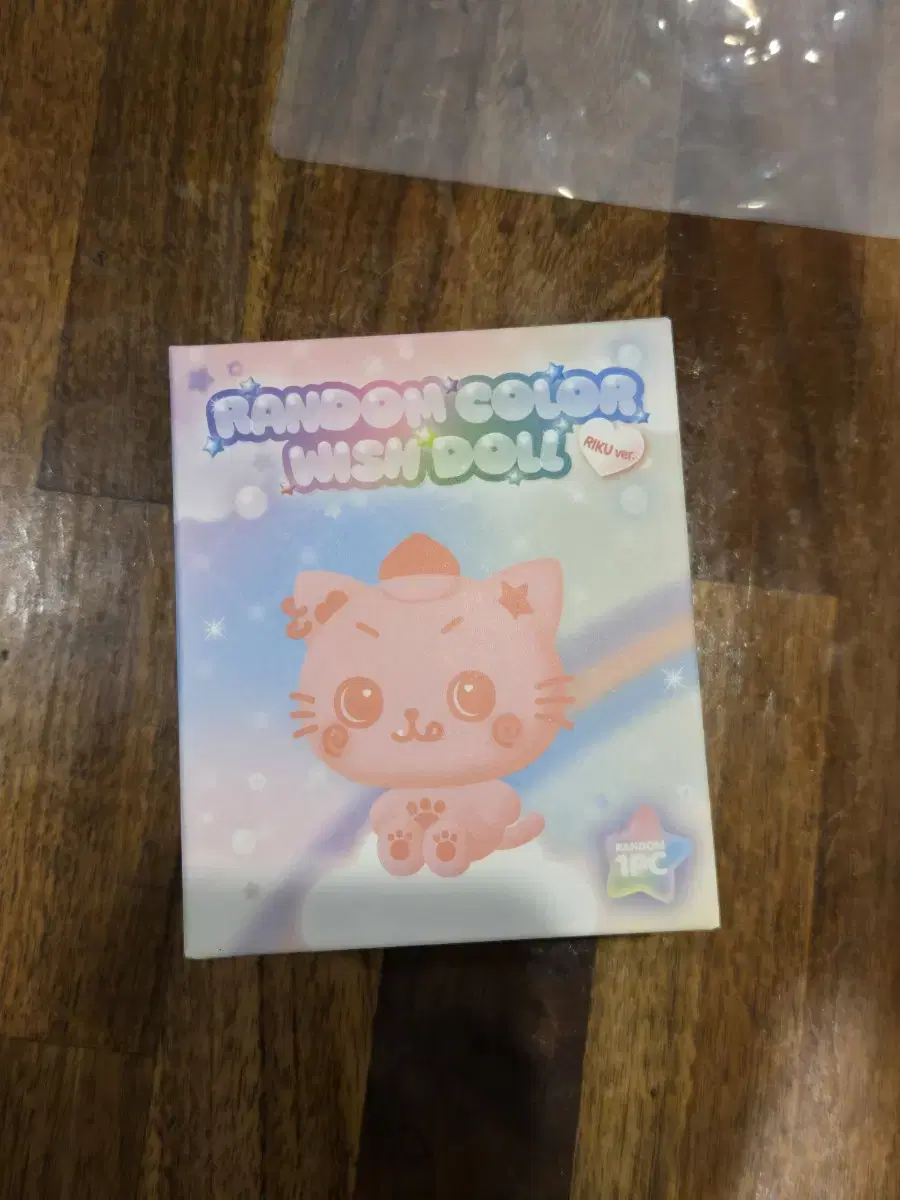 RANDOM COLOR
WISH DOLL
RIKU ver.
RANDOM
1PC